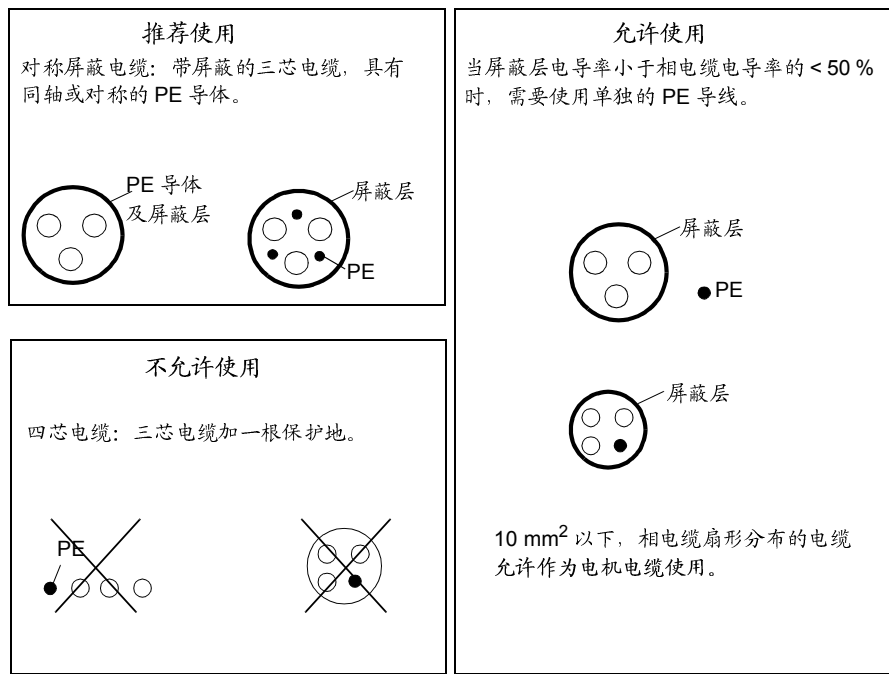 推荐使用
对称屏蔽电缆：带屏蔽的三芯电缆，具有
同轴或对称的 PE 导体。
PE 导体
及屏蔽层
屏蔽层
PE
不允许使用
四芯电缆：三芯电缆加一根保护地。
PE
允许使用
当屏蔽层电导率小于相电缆电导率的 < 50 %
时，需要使用单独的 PE 导线。
屏蔽层
PE
屏蔽层
10 mm² 以下，相电缆扇形分布的电缆
允许作为电机电缆使用。